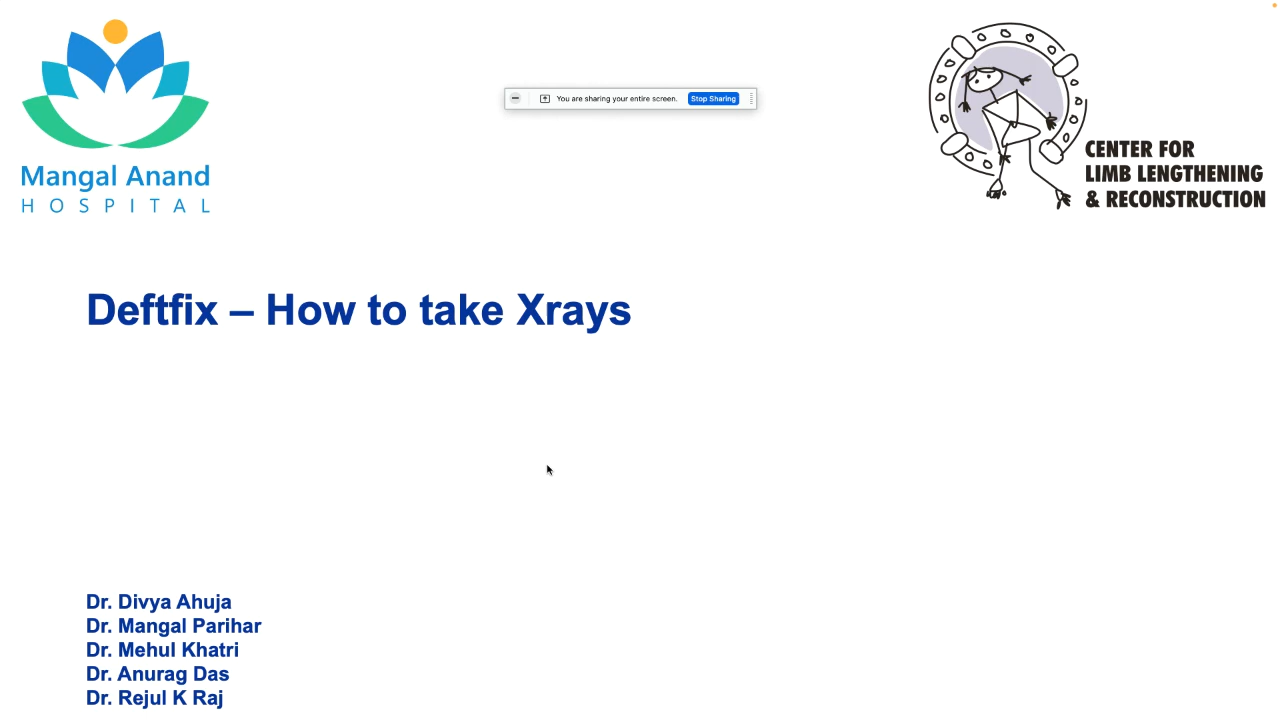 Mangal Anand
HOSPITAL
You are sharing your entire screen. Stop Sharing
CENTER FOR
LIMB LENGTHENING
& RECONSTRUCTION
Deftfix – How to take Xrays
Dr. Divya Ahuja
Dr. Mangal Parihar
Dr. Mehul Khatri
Dr. Anurag Das
Dr. Rejul K Raj